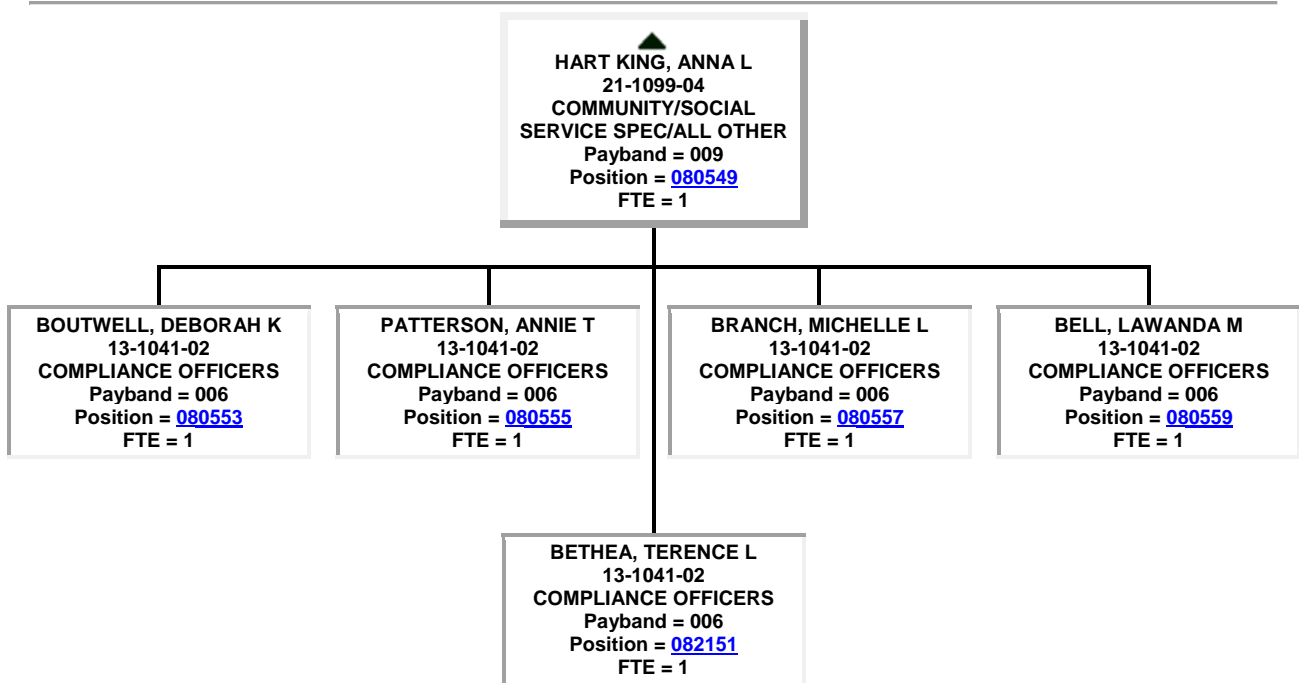 HART KING, ANNA L
21-1099-04
COMMUNITY/SOCIAL
SERVICE SPEC/ALL OTHER
Payband = 009
Position = 080549
FTE = 1
BOUTWELL, DEBORAH K
13-1041-02
COMPLIANCE OFFICERS
Payband = 006
Position = 080553
FTE = 1
PATTERSON, ANNIE T
13-1041-02
COMPLIANCE OFFICERS
Payband = 006
Position = 080555
FTE = 1
BRANCH, MICHELLE L
13-1041-02
COMPLIANCE OFFICERS
Payband = 006
Position = 080557
FTE = 1
BELL, LAWANDA M
13-1041-02
COMPLIANCE OFFICERS
Payband = 006
Position = 080559
FTE = 1
BETHEA, TERENCE L
13-1041-02
COMPLIANCE OFFICERS
Payband = 006
Position = 082151
FTE = 1